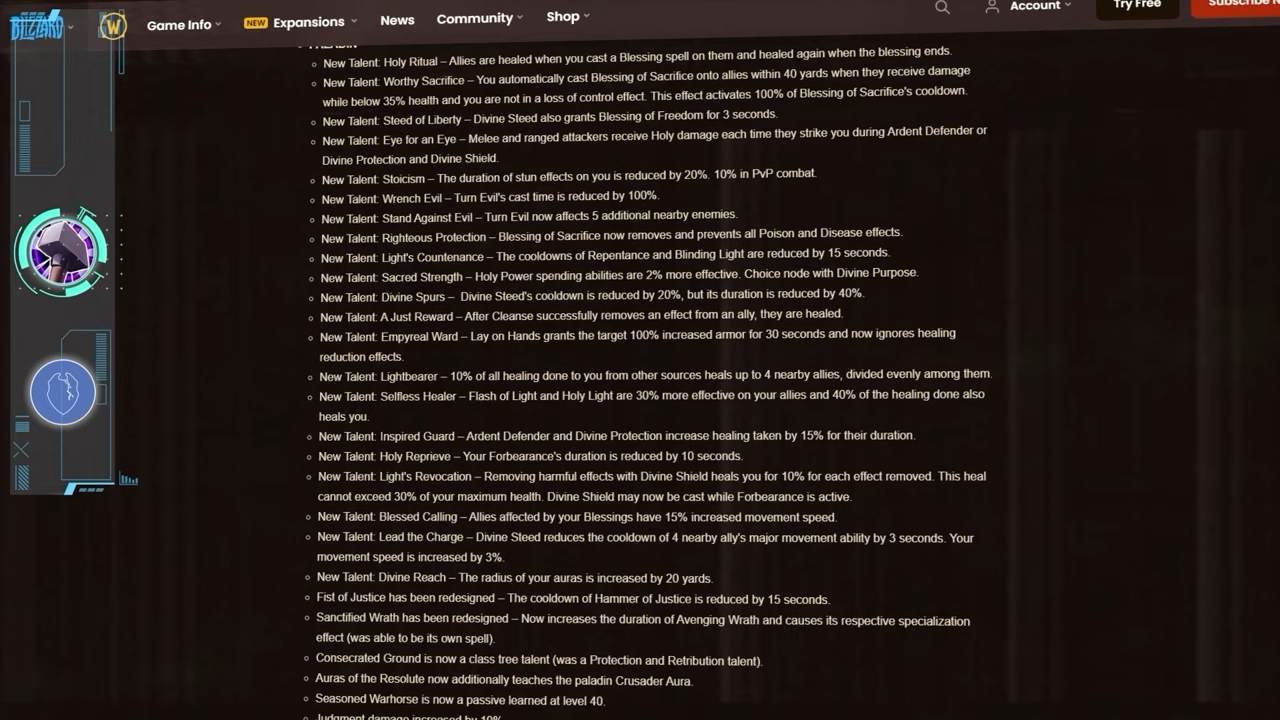 BLIZZARD
W
Game Info
NEW Expansions
News
Community
Shop
Account
Try Free
Subscribe N
PALADIN
New Talent: Holy Ritual – Allies are healed when you cast a Blessing spell on them and healed again when the blessing ends.
New Talent: Worthy Sacrifice – You automatically cast Blessing of Sacrifice onto allies within 40 yards when they receive damage
while below 35% health and you are not in a loss of control effect. This effect activates 100% of Blessing of Sacrifice's cooldown.
New Talent: Steed of Liberty – Divine Steed also grants Blessing of Freedom for 3 seconds.
New Talent: Eye for an Eye – Melee and ranged attackers receive Holy damage each time they strike you during Ardent Defender or
Divine Protection and Divine Shield.
New Talent: Stoicism – The duration of stun effects on you is reduced by 20%. 10% in PvP combat.
New Talent: Wrench Evil – Turn Evil's cast time is reduced by 100%.
New Talent: Stand Against Evil – Turn Evil now affects 5 additional nearby enemies.
New Talent: Righteous Protection – Blessing of Sacrifice now removes and prevents all Poison and Disease effects.
New Talent: Light's Countenance – The cooldowns of Repentance and Blinding Light are reduced by 15 seconds.
New Talent: Sacred Strength – Holy Power spending abilities are 2% more effective. Choice node with Divine Purpose.
New Talent: Divine Spurs – Divine Steed's cooldown is reduced by 20%, but its duration is reduced by 40%.
New Talent: A Just Reward – After Cleanse successfully removes an effect from an ally, they are healed.
New Talent: Empyreal Ward – Lay on Hands grants the target 100% increased armor for 30 seconds and now ignores healing
reduction effects.
New Talent: Lightbearer – 10% of all healing done to you from other sources heals up to 4 nearby allies, divided evenly among them.
New Talent: Selfless Healer – Flash of Light and Holy Light are 30% more effective on your allies and 40% of the healing done also
heals you.
New Talent: Inspired Guard – Ardent Defender and Divine Protection increase healing taken by 15% for their duration.
New Talent: Holy Reprieve – Your Forbearance's duration is reduced by 10 seconds.
New Talent: Light's Revocation – Removing harmful effects with Divine Shield heals you for 10% for each effect removed. This heal
cannot exceed 30% of your maximum health. Divine Shield may now be cast while Forbearance is active.
New Talent: Blessed Calling – Allies affected by your Blessings have 15% increased movement speed.
New Talent: Lead the Charge – Divine Steed reduces the cooldown of 4 nearby ally's major movement ability by 3 seconds. Your
movement speed is increased by 3%.
New Talent: Divine Reach – The radius of your auras is increased by 20 yards.
Fist of Justice has been redesigned – The cooldown of Hammer of Justice is reduced by 15 seconds.
Sanctified Wrath has been redesigned – Now increases the duration of Avenging Wrath and causes its respective specialization
effect (was able to be its own spell).
Consecrated Ground is now a class tree talent (was a Protection and Retribution talent).
Auras of the Resolute now additionally teaches the paladin Crusader Aura.
Seasoned Warhorse is now a passive learned at level 40.
Judgment damage increased by 10%